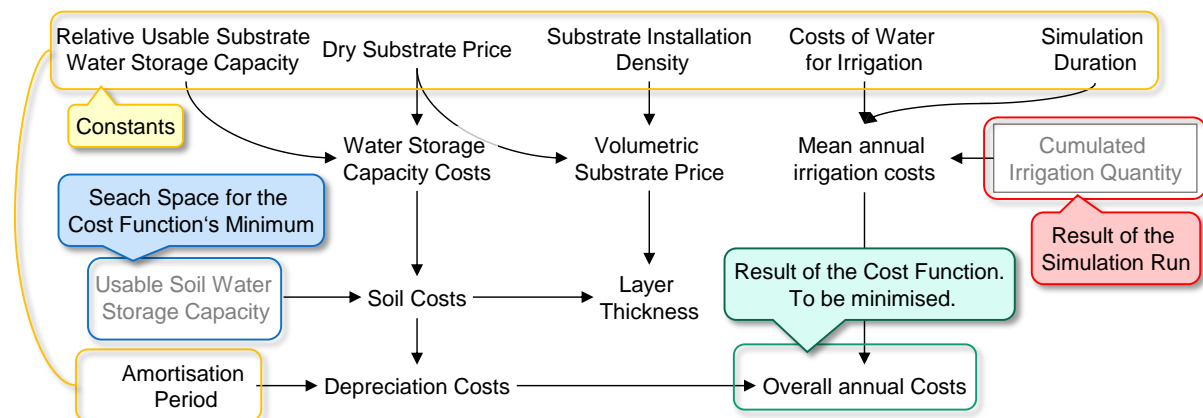 Relative Usable Substrate
Water Storage Capacity
Dry Substrate Price
Substrate Installation
Density
Costs of Water
for Irrigation
Simulation
Duration
Constants
Water Storage
Capacity Costs
Volumetric
Substrate Price
Mean annual
irrigation costs
Cumulated
Irrigation Quantity
Seach Space for the
Cost Function‘s Minimum
Result of the
Simulation Run
Usable Soil Water
Storage Capacity
Soil Costs
Layer
Thickness
Result of the Cost Function.
To be minimised.
Amortisation
Period
Depreciation Costs
Overall annual Costs